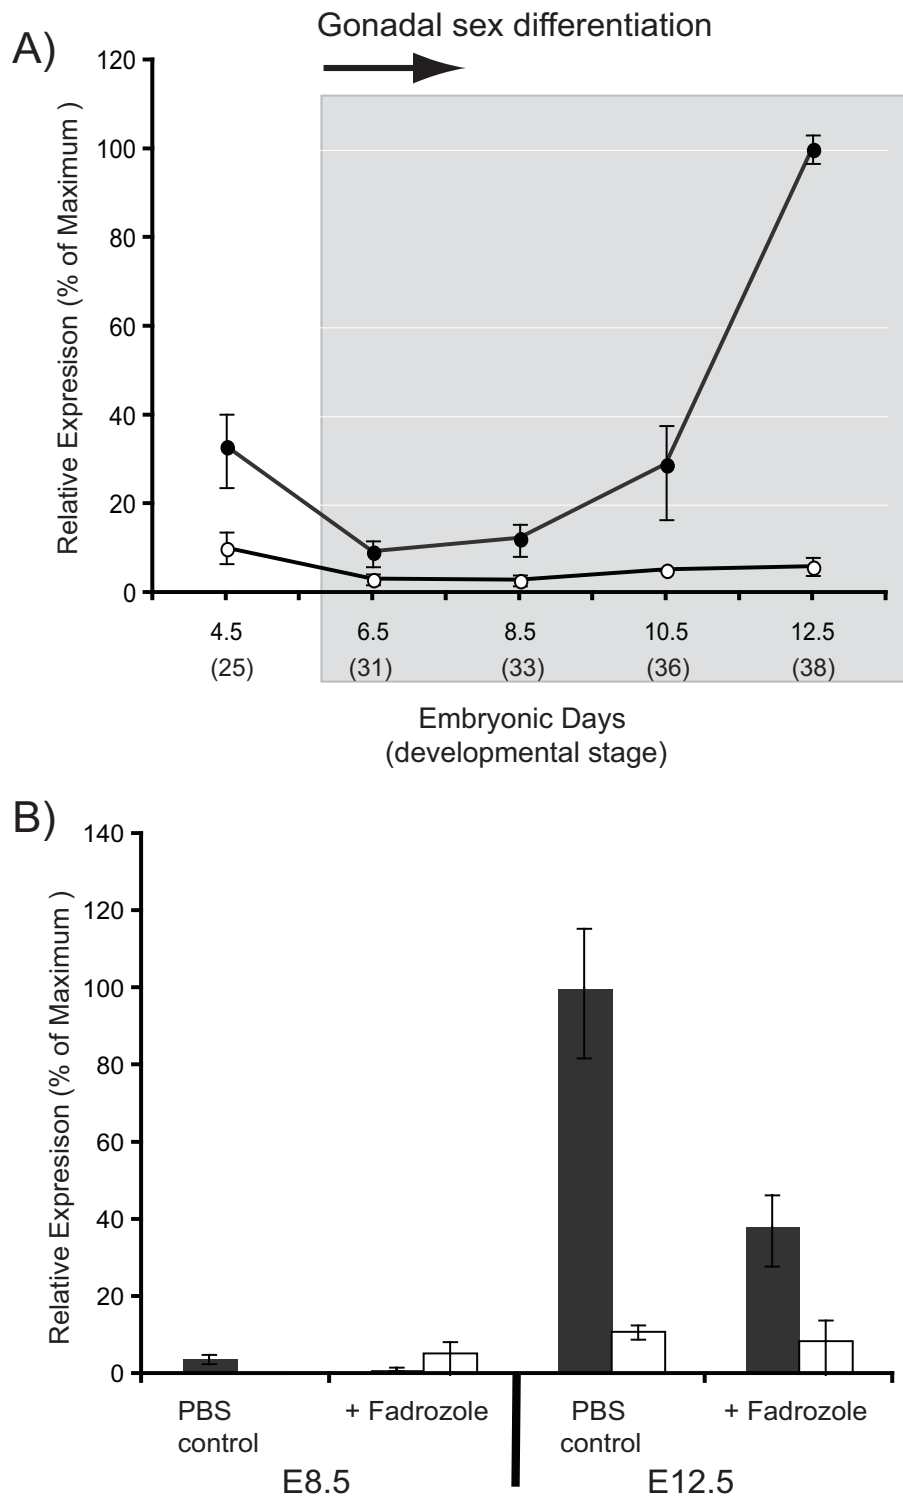 A)
Gonadal sex differentiation
Relative Expresison (% of Maximum )
120
100
80
60
40
20
0
4.5 6.5 8.5 10.5 12.5
(25) (31) (33) (36) (38)
Embryonic Days
(developmental stage)
B)
Relative Expresison (% of Maximum )
140
120
100
80
60
40
20
0
PBS + Fadrozole PBS + Fadrozole
control control
E8.5 E12.5